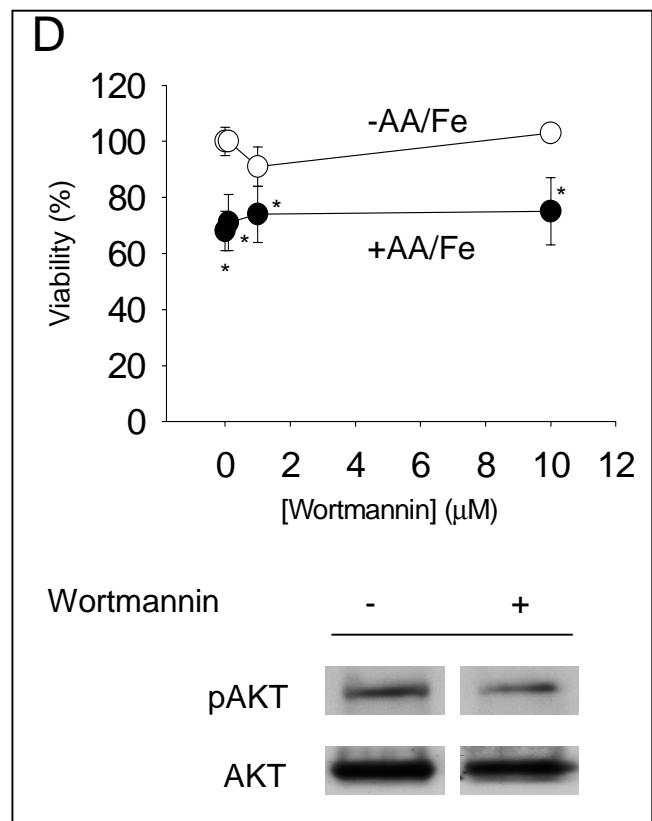 D
120
100
80
60
40
20
0
Viability (%)
-AA/Fe
+AA/Fe
*
*
*
*
0 2 4 6 8 10 12
[Wortmannin] (μM)
Wortmannin - +
pAKT
AKT